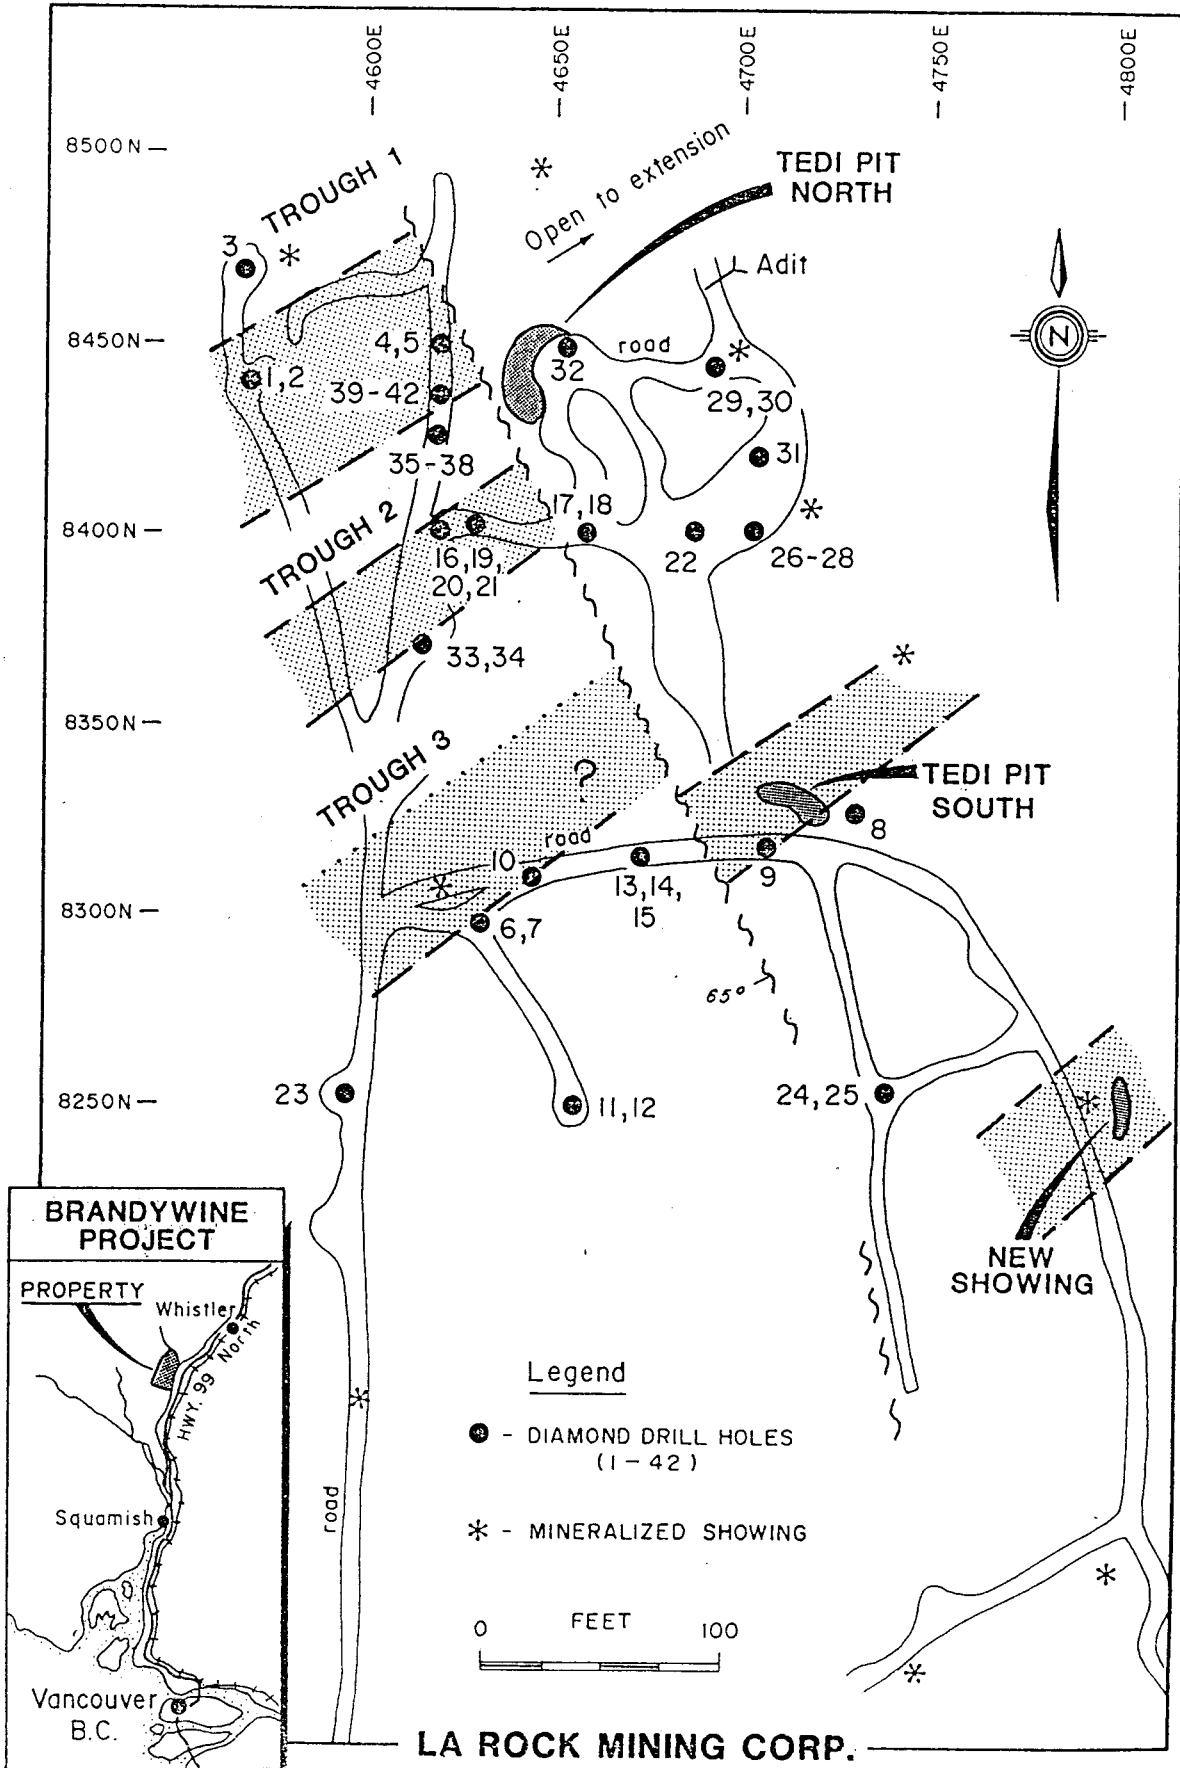 4600E
4650E
4700E
4750E
4800E
8500N
8450N
8400N
8350N
8300N
8250N
TROUGH 1
Open to extension
TEDI PIT
NORTH
Adit
3
1,2
4,5
39-42
35-38
32
road
29,30
31
N
TROUGH 2
17,18
22
26-28
16,19,
20,21
33,34
TROUGH 3
?
TEDI PIT
SOUTH
8
road
10
13,14,
15
9
6,7
65°
23
11,12
24,25
NEW
SHOWING
BRANDYWINE
PROJECT
PROPERTY
Whistler
HWY. 99 North
Squamish
Vancouver
B.C.
road
Legend
- DIAMOND DRILL HOLES
(1-42)
- MINERALIZED SHOWING
0 FEET 100
LA ROCK MINING CORP.